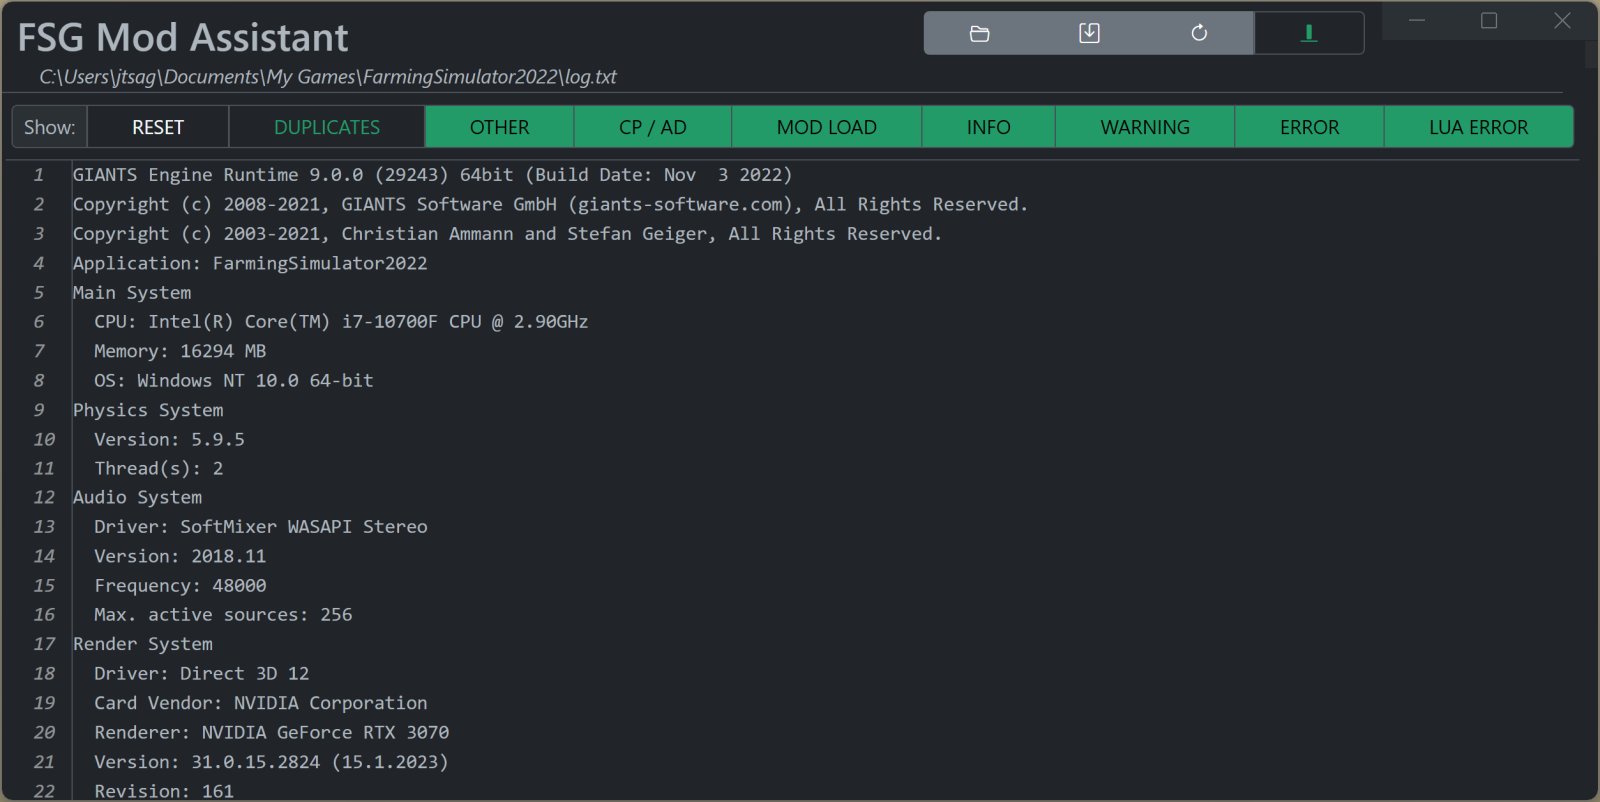 FSG Mod Assistant
C:\Users\jtsag\Documents\My Games\FarmingSimulator2022\log.txt
Show: RESET DUPLICATES OTHER CP / AD MOD LOAD INFO WARNING ERROR LUA ERROR
1 GIANTS Engine Runtime 9.0.0 (29243) 64bit (Build Date: Nov  3 2022)
2 Copyright (c) 2008-2021, GIANTS Software GmbH (giants-software.com), All Rights Reserved.
3 Copyright (c) 2003-2021, Christian Ammann and Stefan Geiger, All Rights Reserved.
4 Application: FarmingSimulator2022
5 Main System
6   CPU: Intel(R) Core(TM) i7-10700F CPU @ 2.90GHz
7   Memory: 16294 MB
8   OS: Windows NT 10.0 64-bit
9 Physics System
10   Version: 5.9.5
11   Thread(s): 2
12 Audio System
13   Driver: SoftMixer WASAPI Stereo
14   Version: 2018.11
15   Frequency: 48000
16   Max. active sources: 256
17 Render System
18   Driver: Direct 3D 12
19   Card Vendor: NVIDIA Corporation
20   Renderer: NVIDIA GeForce RTX 3070
21   Version: 31.0.15.2824 (15.1.2023)
22   Revision: 161